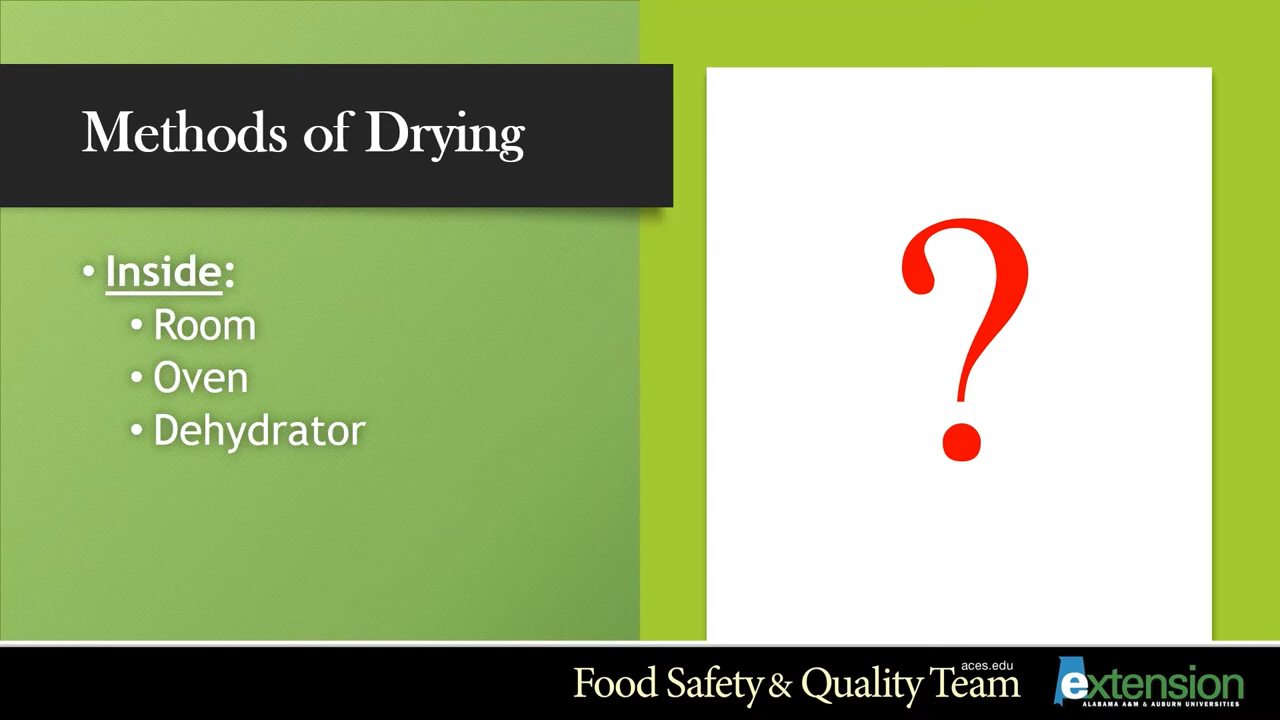 Methods of Drying
• Inside:
• Room
• Oven
• Dehydrator
?
aces.edu
Food Safety & Quality Team
extension
ALABAMA A&M & AUBURN UNIVERSITIES